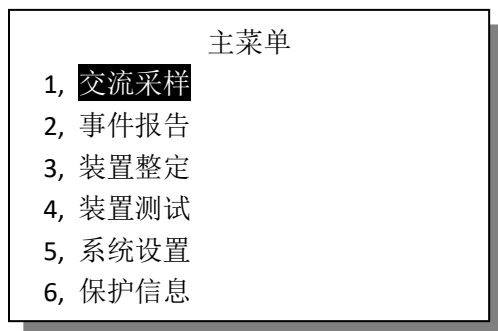 主菜单
1, 交流采样
2, 事件报告
3, 装置整定
4, 装置测试
5, 系统设置
6, 保护信息